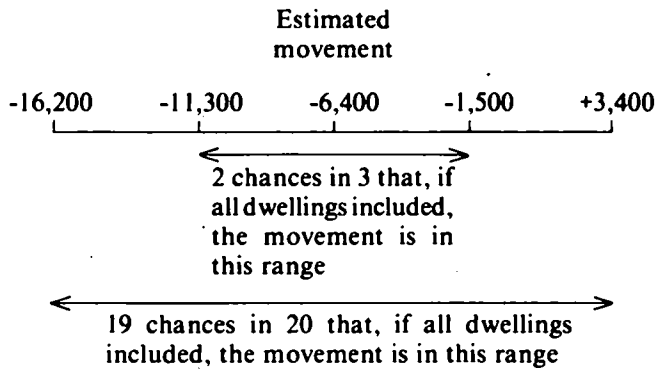 Estimated
movement
-16,200 -11,300 -6,400 -1,500 +3,400
2 chances in 3 that, if
all dwellings included,
the movement is in
this range
19 chances in 20 that, if all dwellings
included, the movement is in this range